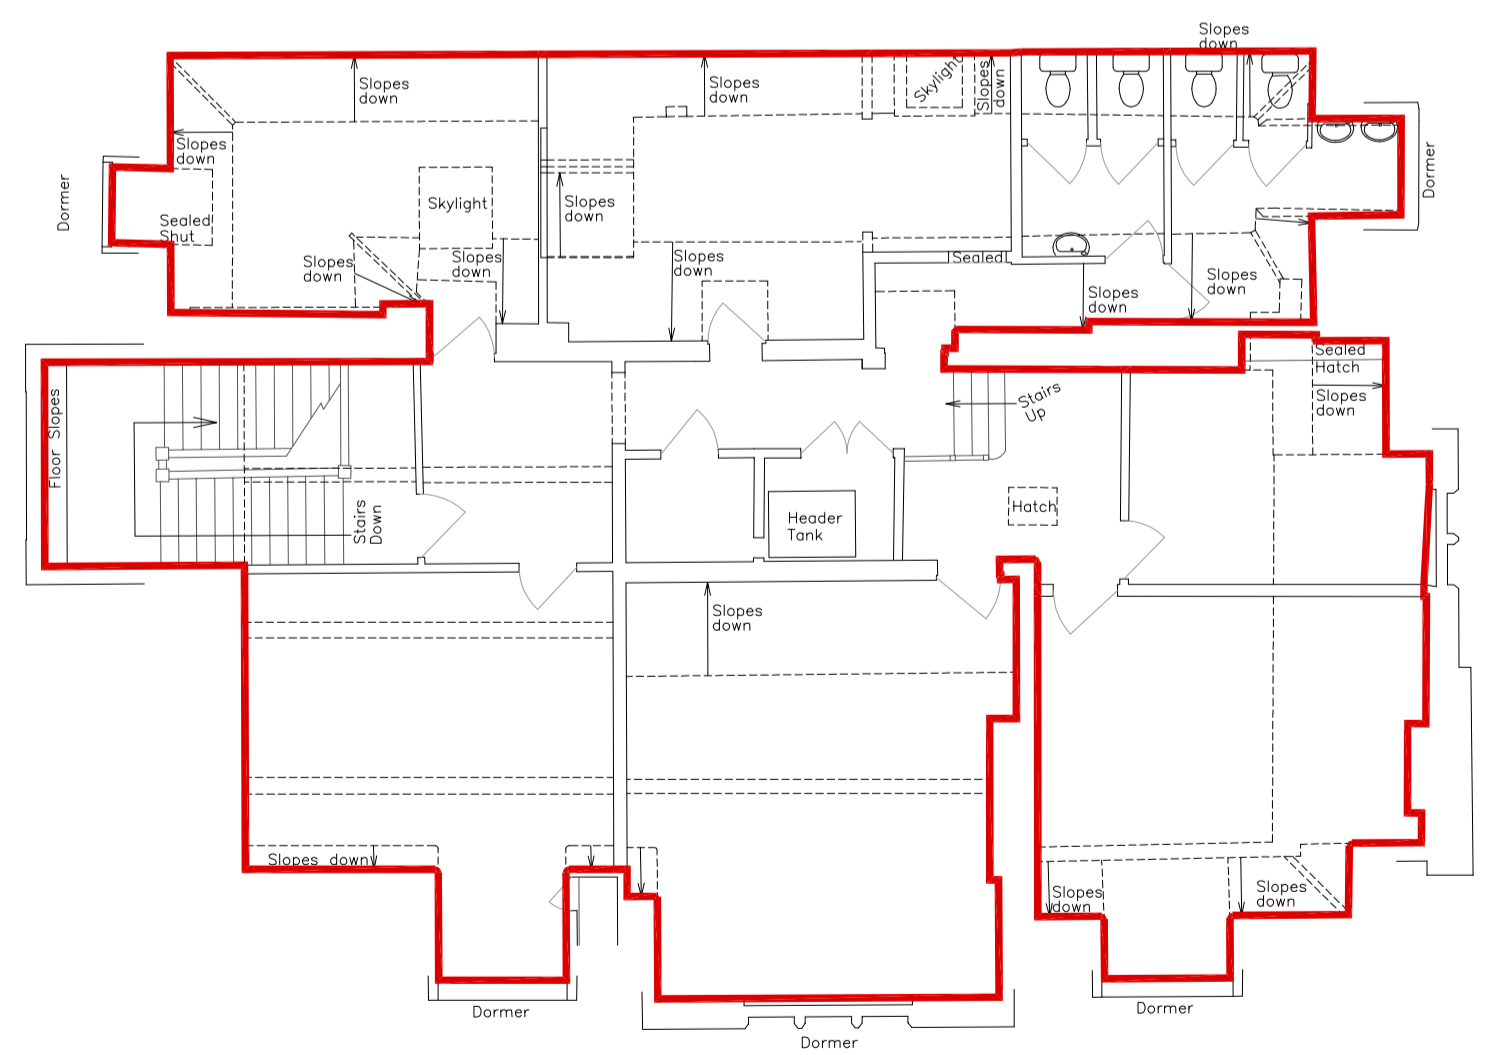 Slopes
down
Slopes
down
Slopes
down
Skylight
Slopes
down
Slopes
down
Dormer
Dormer
Sealed
Shut
Skylight
Slopes
down
Slopes
down
Slopes
down
Slopes
down
Sealed
Slopes
down
Slopes
down
Sealed
Hatch
Slopes
down
Floor Slopes
Stairs
Up
Stairs
Down
Hatch
Header
Tank
Slopes
down
Slopes down
Slopes
down
Slopes
down
Dormer
Dormer
Dormer